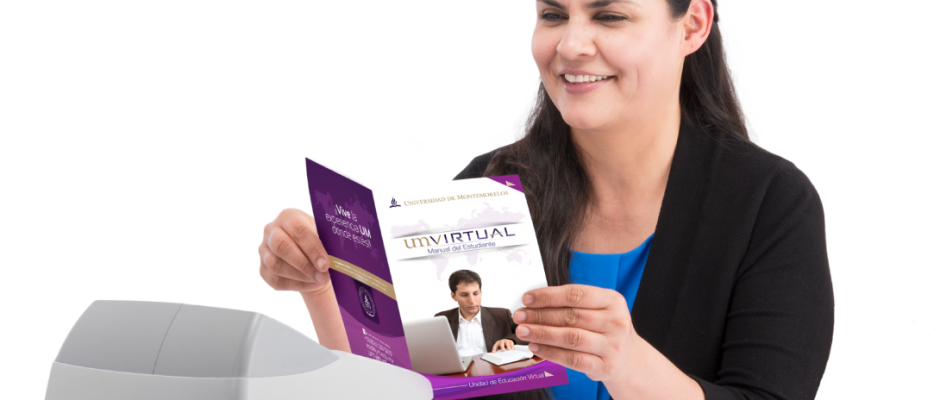 ¡Vive la
experiencia UM
donde estés!
UNIVERSIDAD DE MONTEMORELOS
umVIRTUAL
Manual del Estudiante
Unidad de Educación Virtual